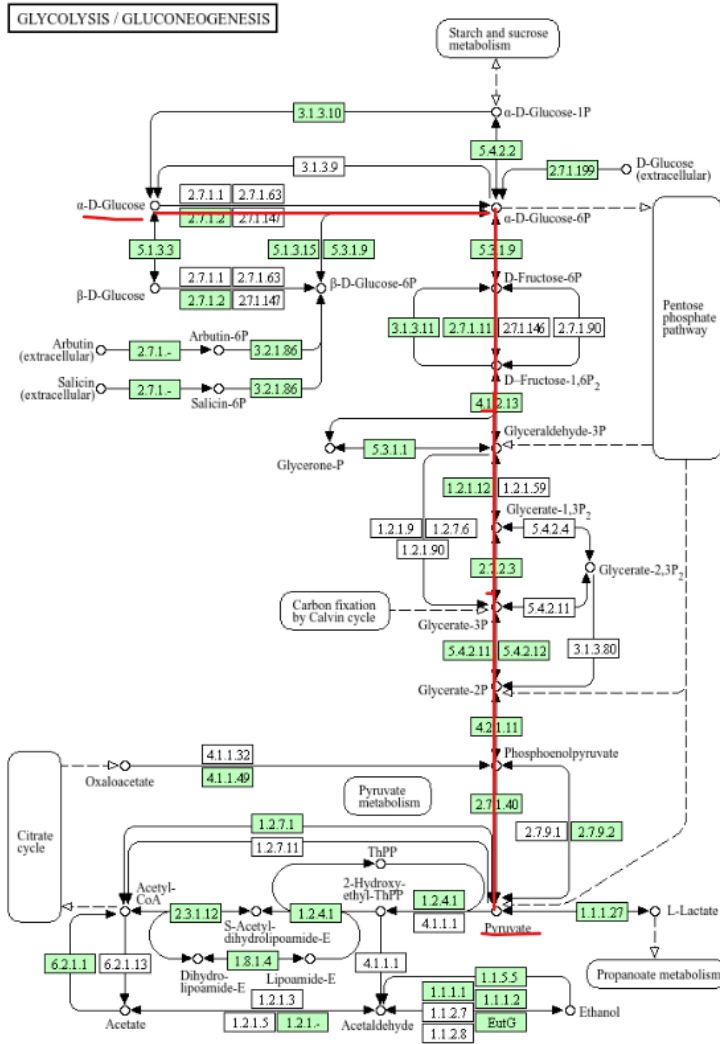 GLYCOLYSIS / GLUCONEOGENESIS
Starch and sucrose
metabolism
3.1.3.10
α-D-Glucose-1P
5.4.2.2
3.1.3.9
2.7.1.199
D-Glucose
(extracellular)
α-D-Glucose
2.7.1.1
2.7.1.63
2.7.1.2
2.7.1.147
α-D-Glucose-6P
5.1.3.3
5.1.3.15
5.3.1.9
5.3.1.9
β-D-Glucose
2.7.1.1
2.7.1.63
2.7.1.2
2.7.1.147
β-D-Glucose-6P
D-Fructose-6P
Pentose
phosphate
pathway
Arbutin
(extracellular)
2.7.1.-
Arbutin-6P
3.2.1.86
3.1.3.11
2.7.1.11
2.7.1.146
2.7.1.90
Salicin
(extracellular)
2.7.1.-
Salicin-6P
3.2.1.86
D-Fructose-1,6P2
4.1.2.13
Glyceraldehyde-3P
5.3.1.1
Glycerone-P
1.2.1.12
1.2.1.59
Glycerate-1,3P2
1.2.1.9
1.2.7.6
1.2.1.90
5.4.2.4
2.7.2.3
Glycerate-2,3P2
Carbon fixation
by Calvin cycle
5.4.2.11
Glycerate-3P
5.4.2.11
5.4.2.12
3.1.3.80
Glycerate-2P
4.2.1.11
4.1.1.32
Phosphoenolpyruvate
Oxaloacetate
4.1.1.49
Pyruvate
metabolism
2.7.1.40
Citrate
cycle
1.2.7.1
2.7.9.1
2.7.9.2
1.2.7.11
ThPP
Acetyl-
CoA
2-Hydroxy-
ethyl-ThPP
2.3.1.12
S-Acetyl-
dihydrolipoamide-E
1.2.4.1
1.2.4.1
4.1.1.1
Pyruvate
1.1.1.27
L-Lactate
6.2.1.1
6.2.1.13
Dihydro-
lipoamide-E
1.8.1.4
Lipoamide-E
4.1.1.1
Propanoate metabolism
1.1.5.5
1.2.1.3
1.1.1.1
1.1.1.2
Acetate
1.2.1.5
1.2.1.-
Acetaldehyde
1.1.2.7
1.1.2.8
EutG
Ethanol